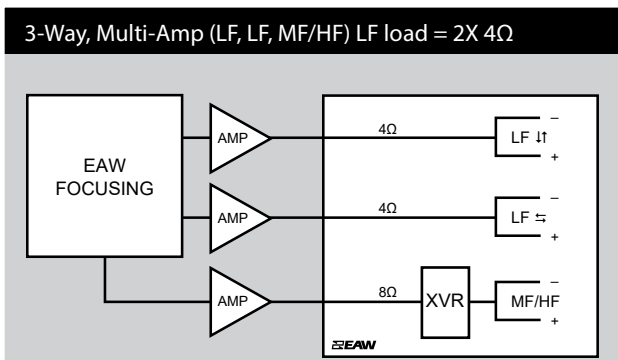 3-Way, Multi-Amp (LF, LF, MF/HF) LF load = 2X 4Ω
EAW
FOCUSING
AMP
4Ω
LF ↓↑
–
+
AMP
4Ω
LF ⇆
–
+
AMP
8Ω
XVR
MF/HF
–
+
EAW